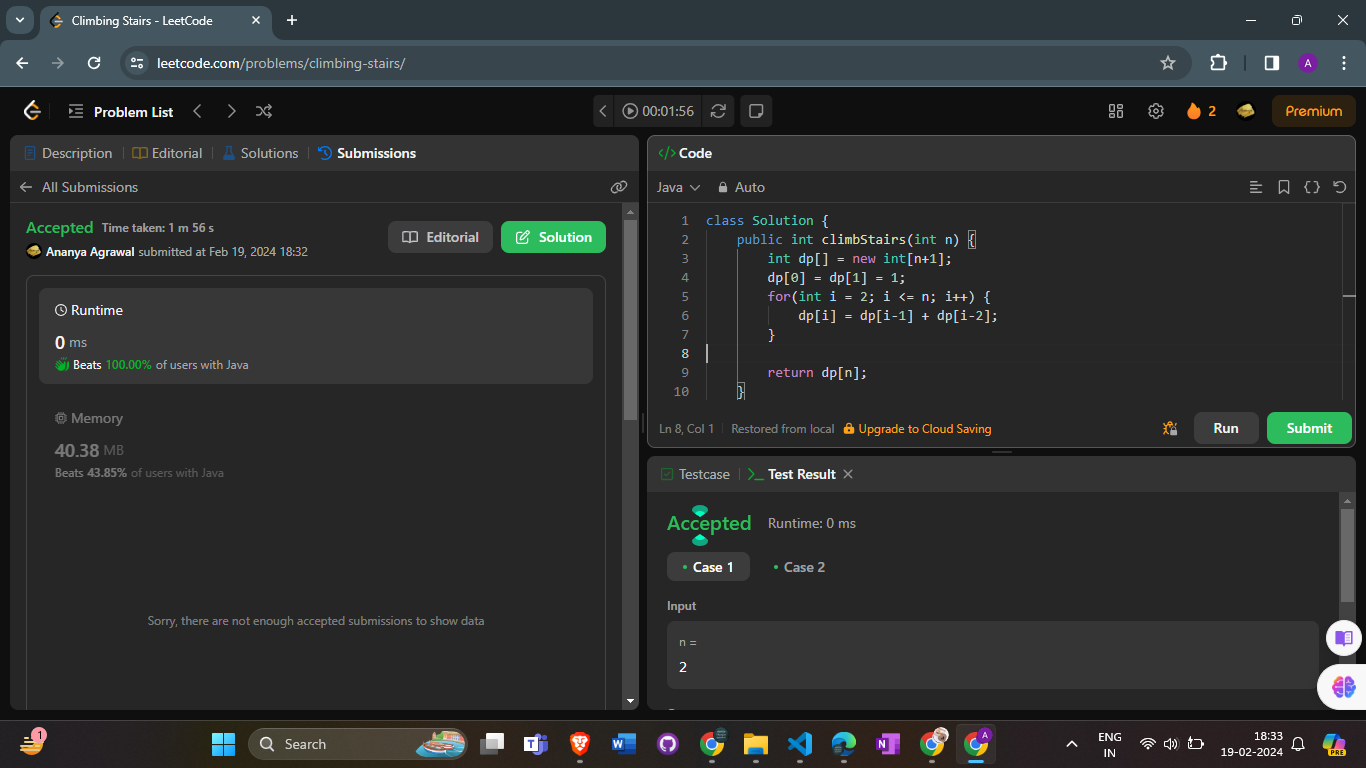 Climbing Stairs - LeetCode
leetcode.com/problems/climbing-stairs/
A
Problem List
00:01:56
2
Premium
Description
Editorial
Solutions
Submissions
All Submissions
Accepted Time taken: 1 m 56 s
Ananya Agrawal submitted at Feb 19, 2024 18:32
Editorial
Solution
Runtime
0 ms
Beats 100.00% of users with Java
Memory
40.38 MB
Beats 43.85% of users with Java
Sorry, there are not enough accepted submissions to show data
</> Code
Java
Auto
1 class Solution {
2 public int climbStairs(int n) {
3 int dp[] = new int[n+1];
4 dp[0] = dp[1] = 1;
5 for(int i = 2; i <= n; i++) {
6 dp[i] = dp[i-1] + dp[i-2];
7 }
8
9 return dp[n];
10 }
Ln 8, Col 1
Restored from local
Upgrade to Cloud Saving
Run
Submit
Testcase
>_ Test Result
Accepted Runtime: 0 ms
Case 1
Case 2
Input
n =
2
1
Search
A
ENG
IN
18:33
19-02-2024
PRE